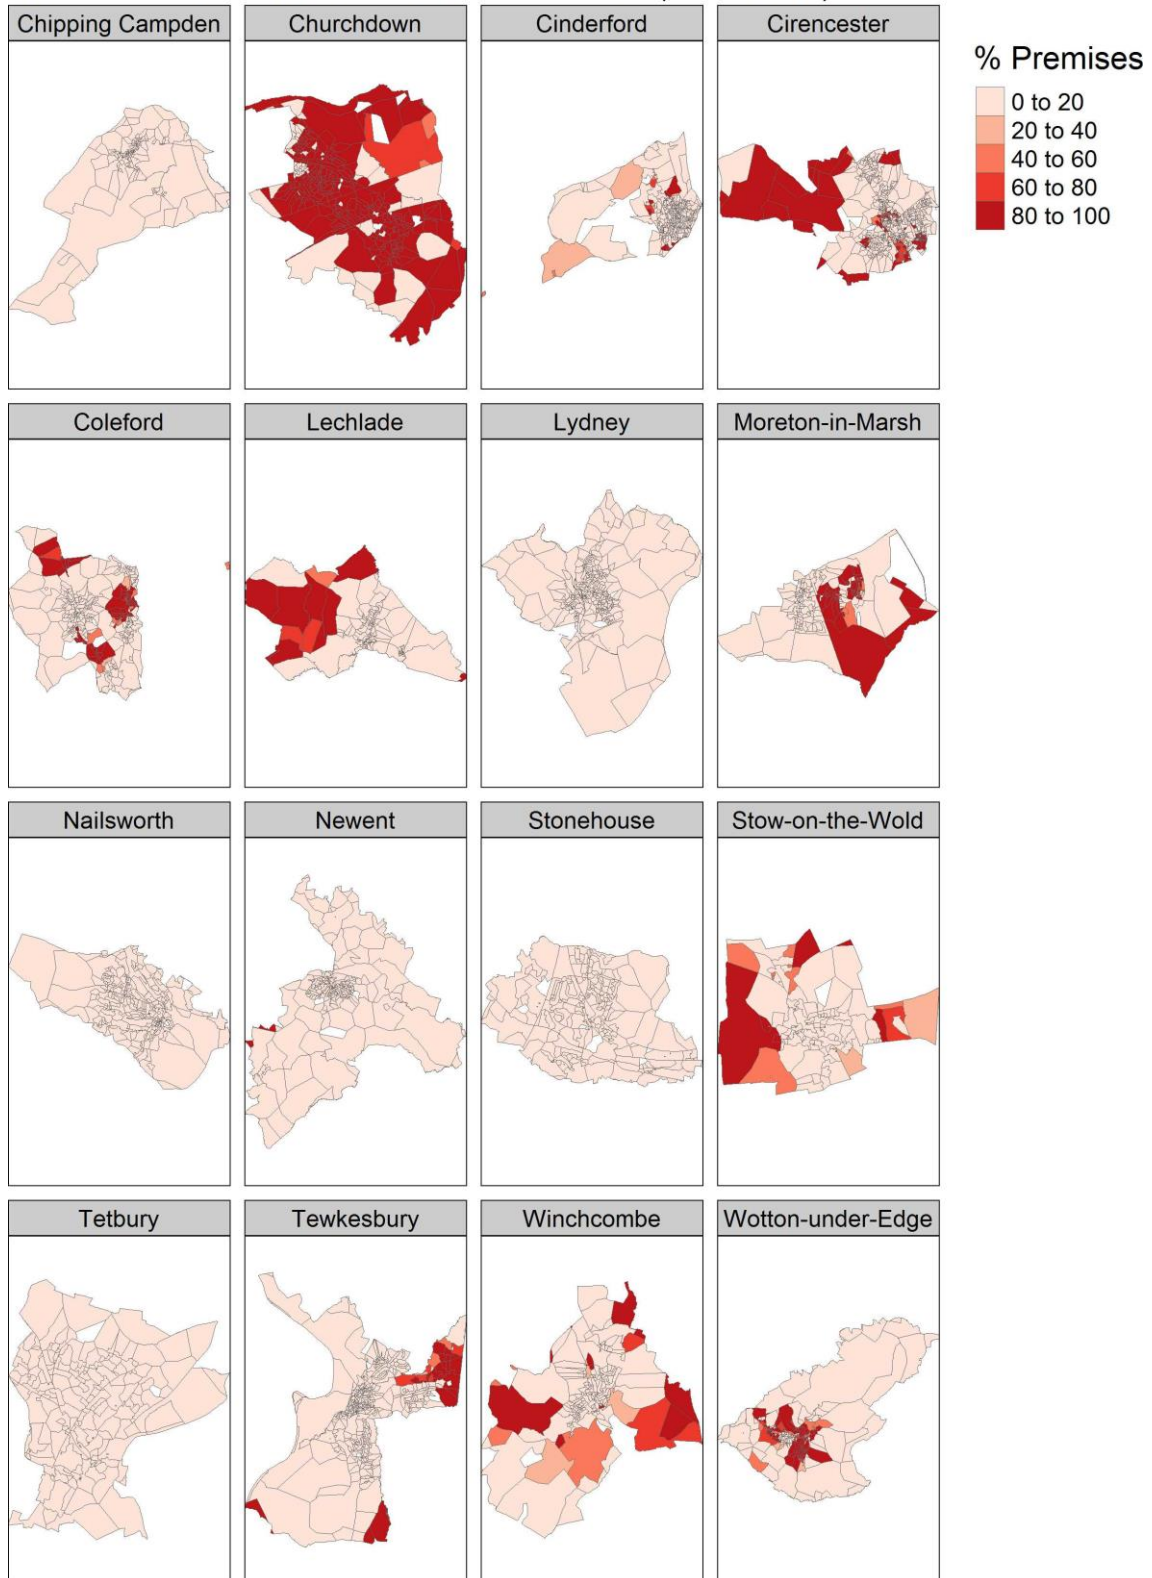 Chipping Campden
Churchdown
Cinderford
Cirencester
% Premises
0 to 20
20 to 40
40 to 60
60 to 80
80 to 100
Coleford
Lechlade
Lydney
Moreton-in-Marsh
Nailsworth
Newent
Stonehouse
Stow-on-the-Wold
Tetbury
Tewkesbury
Winchcombe
Wotton-under-Edge